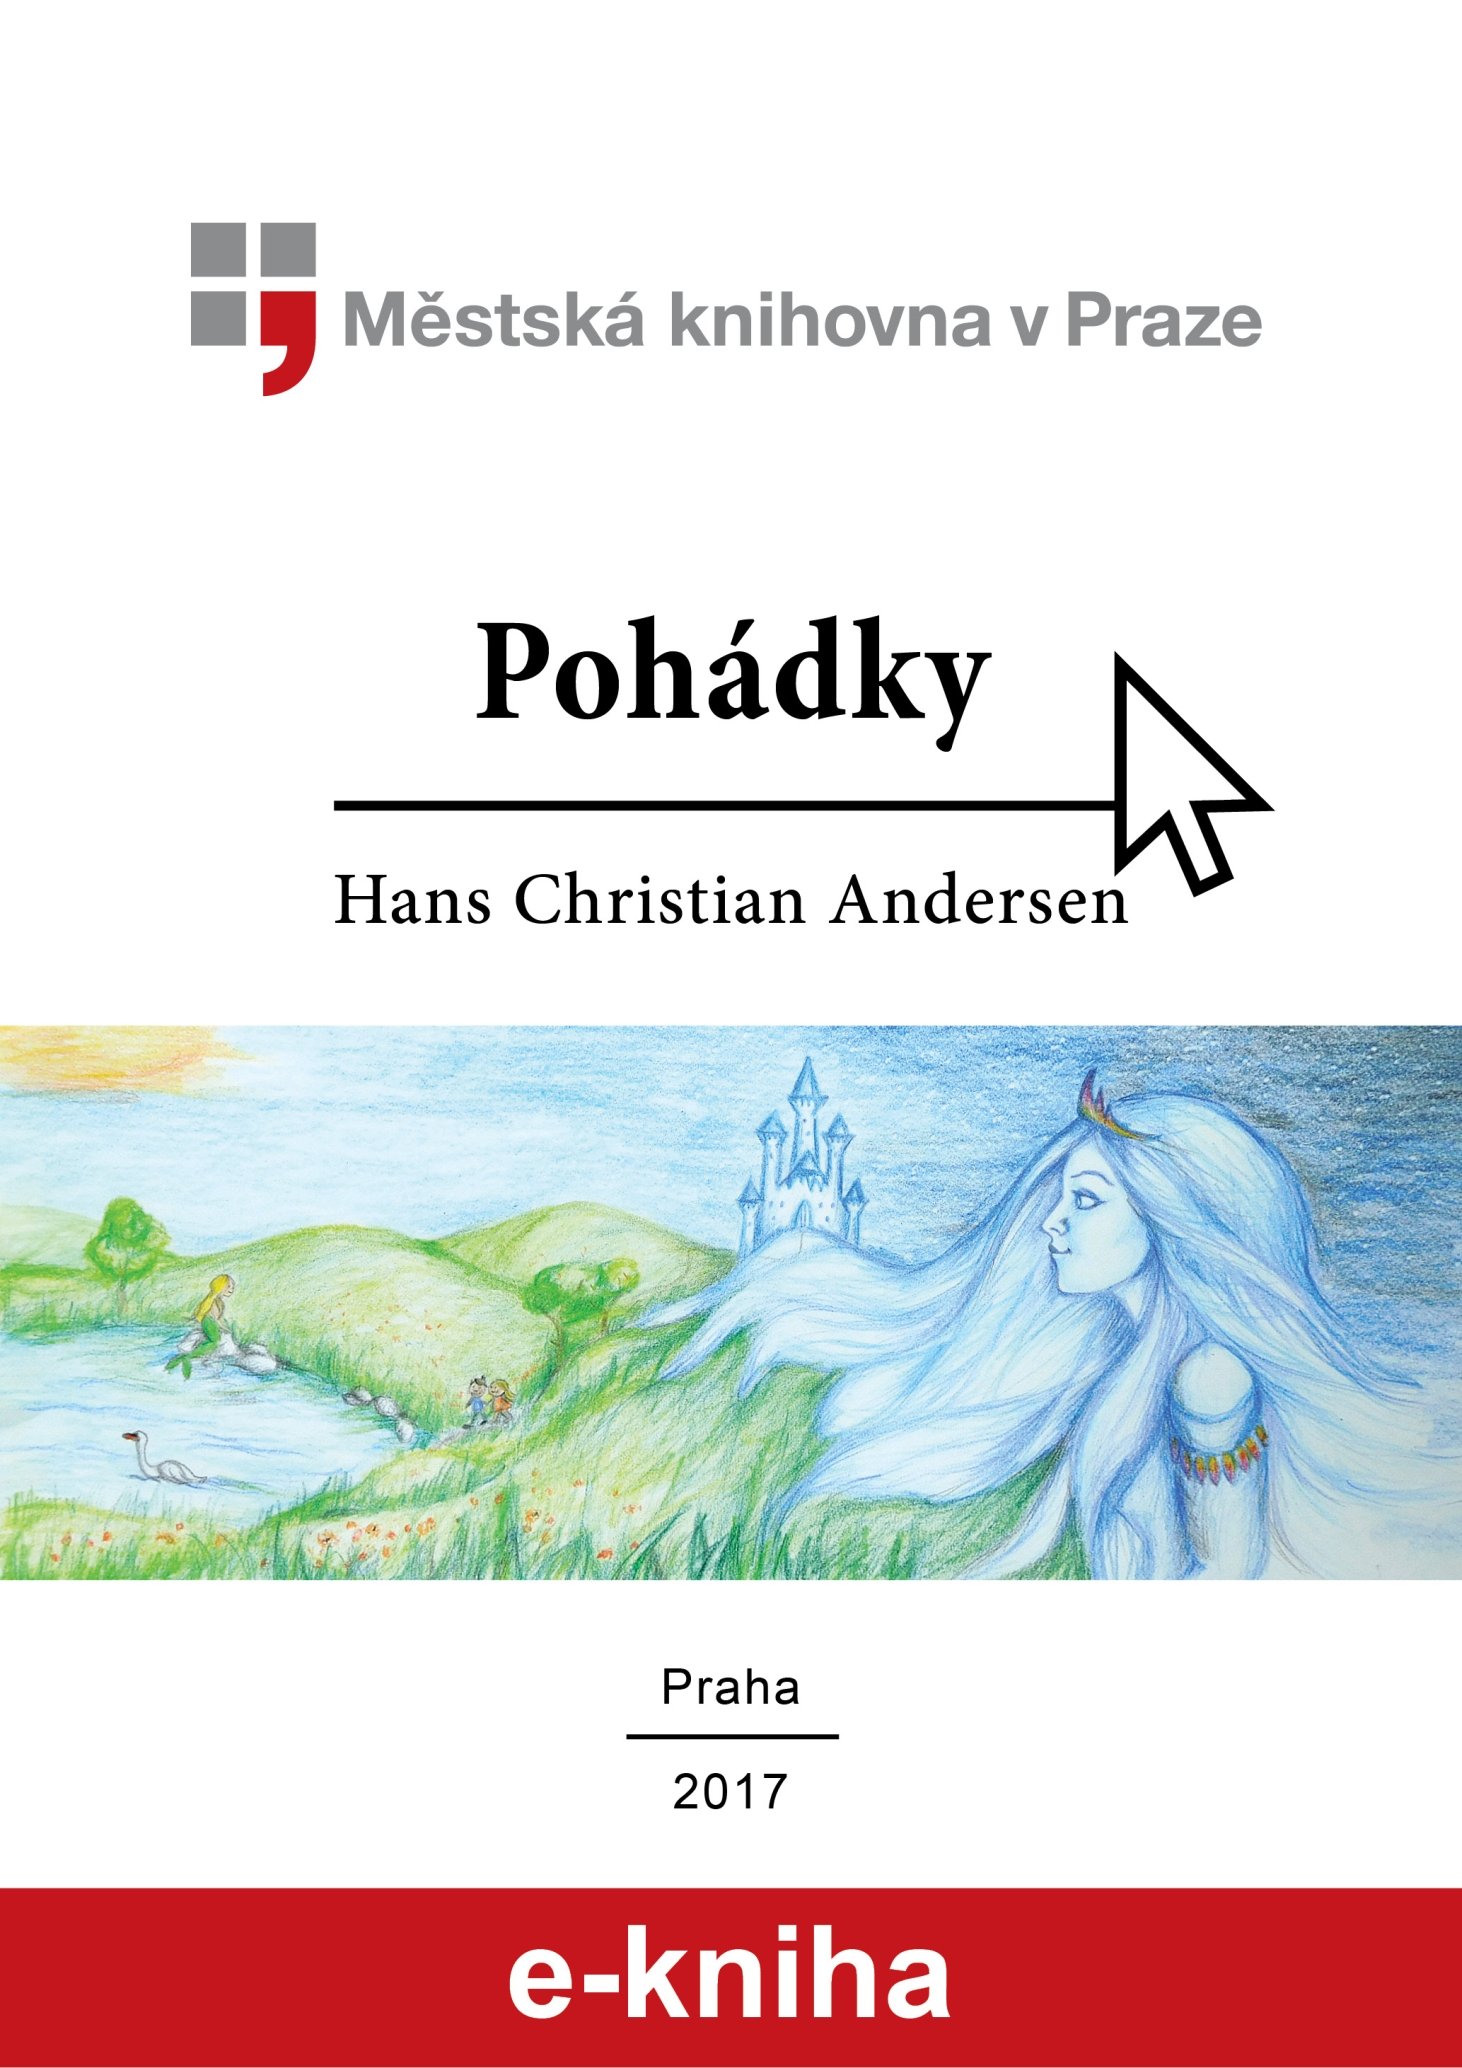 Městská knihovna v Praze
Pohádky
Hans Christian Andersen
Praha
2017
e-kniha